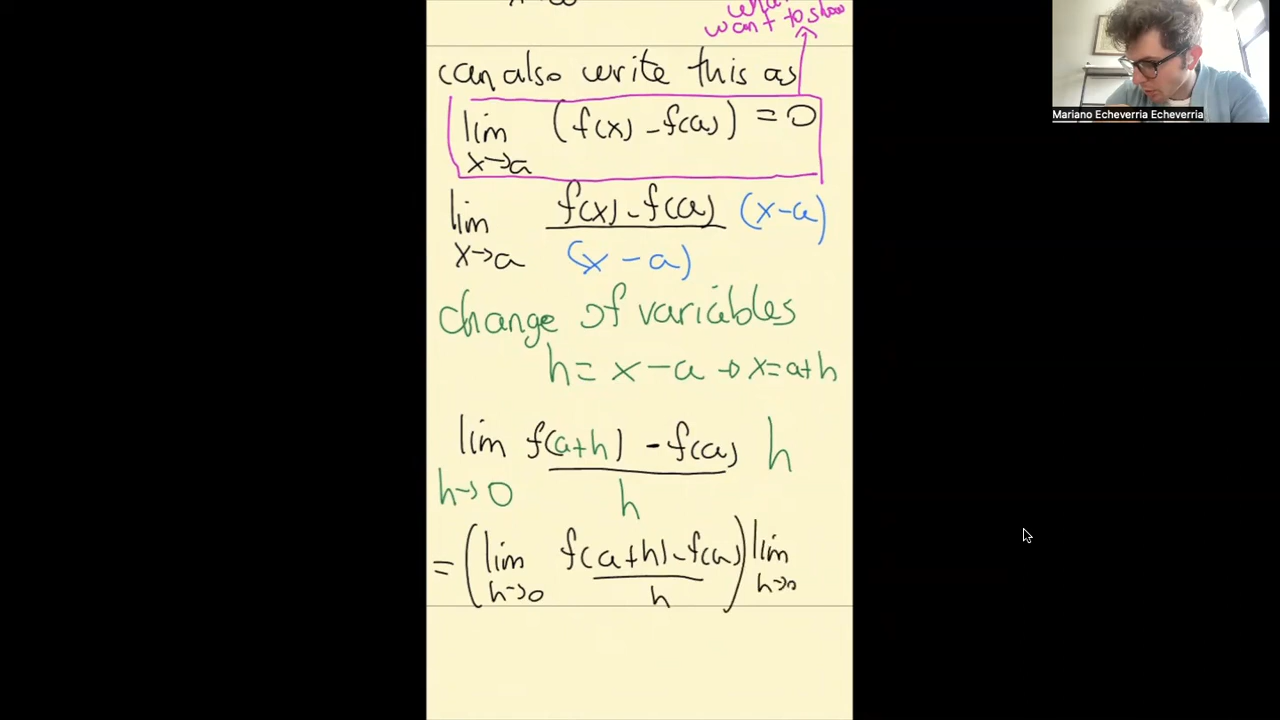 want to show
can also write this as
lim (f(x) - f(a)) = 0
x→a
lim f(x) - f(a) (x-a)
x→a (x - a)
change of variables
h = x - a → x = a+h
lim f(a+h) - f(a) h
h→0 h
= (lim f(a+h) - f(a)) lim
h→0 h h→0
Mariano Echeverria Echeverria